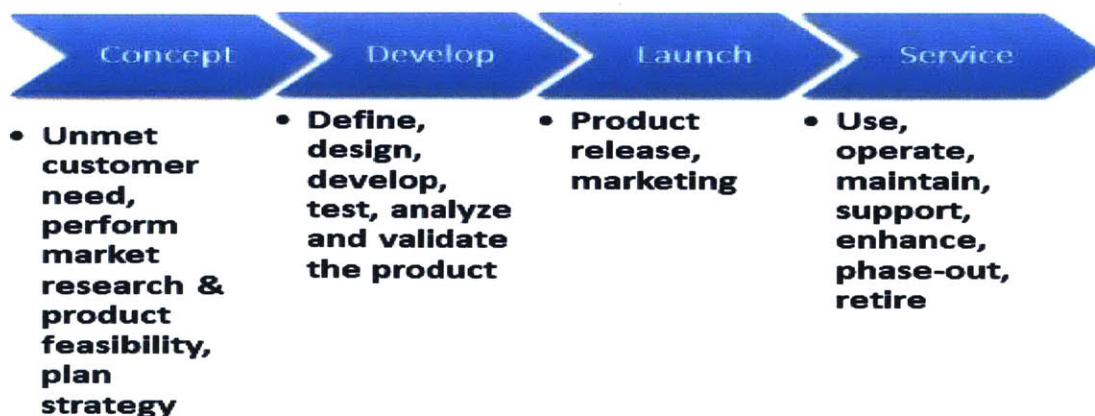 Concept
Develop
Launch
Service
• Unmet
customer
need,
perform
market
research &
product
feasibility,
plan
strategy
• Define,
design,
develop,
test, analyze
and validate
the product
• Product
release,
marketing
• Use,
operate,
maintain,
support,
enhance,
phase-out,
retire